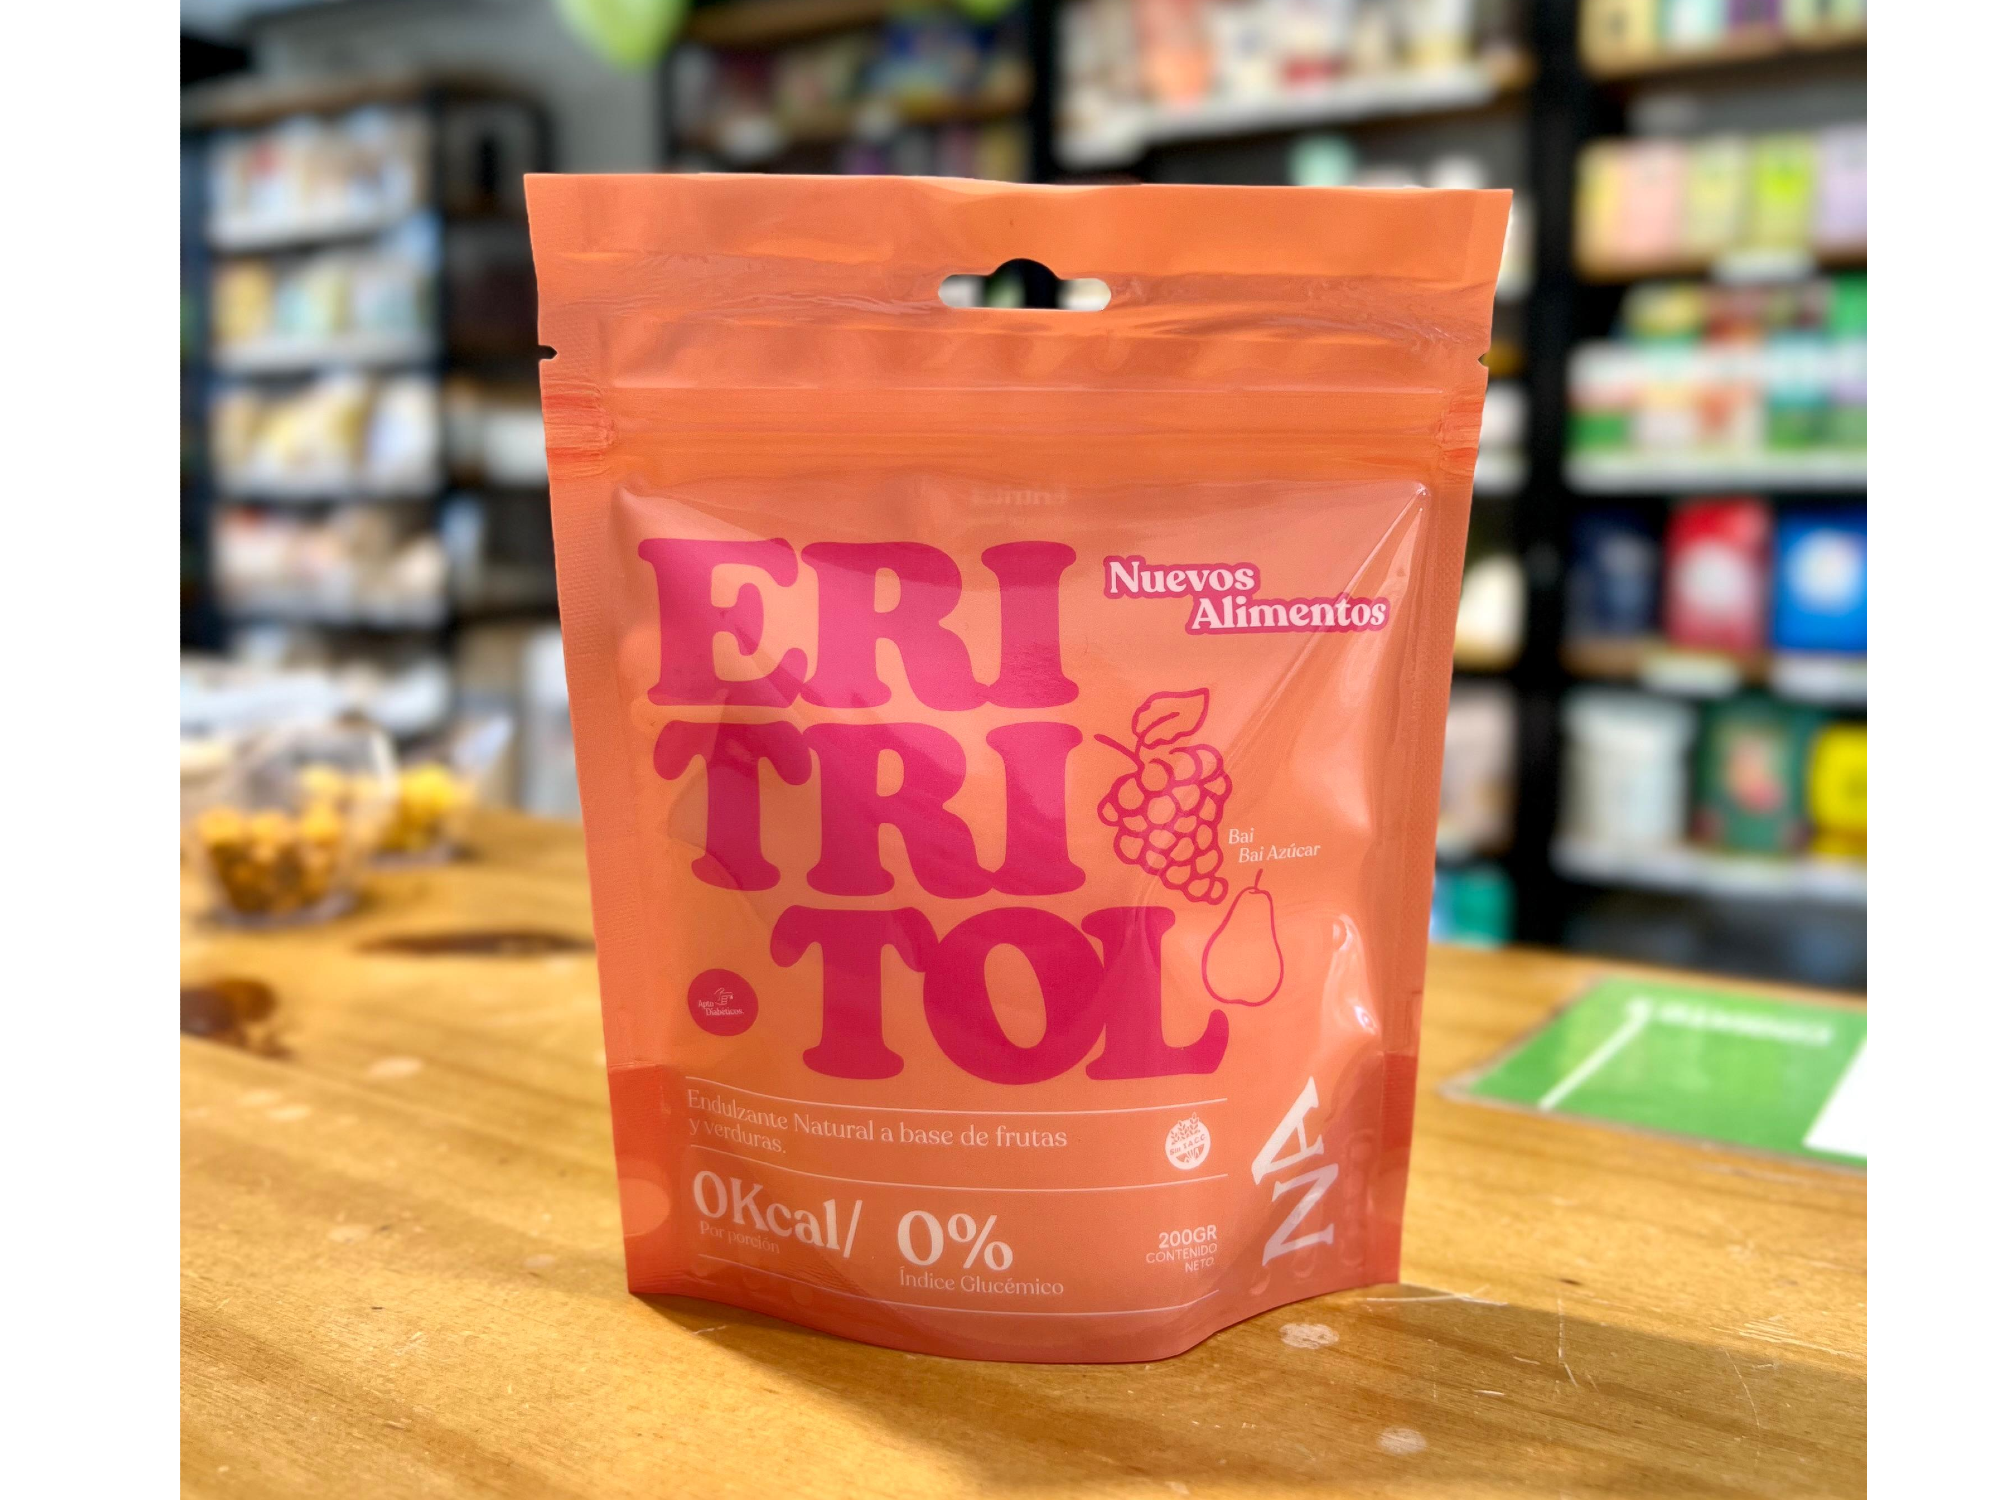 ERI
TRI
TOL
Nuevos
Alimentos
Bai
Bai Azúcar
Apto
Diabéticos.
Endulzante Natural a base de frutas
y verduras.
Sin T.A.C.C
0Kcal/
Por porción
0%
Índice Glucémico
200GR
CONTENIDO
NETO.
NA